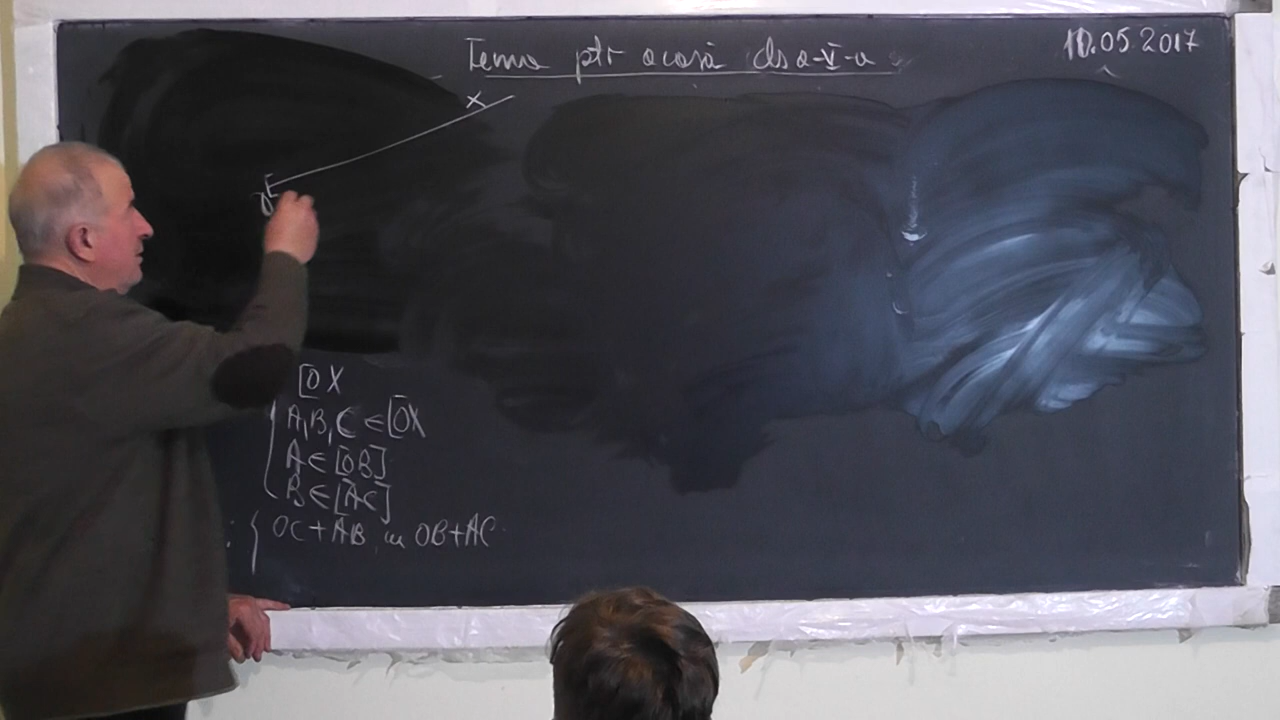 Tema ptr acasă cls a-V-a
10.05.2017
X
O
[OX
A,B,C ∈ [OX
A ∈ [OB]
B ∈ [AC]
: { OC+AB cu OB+AC